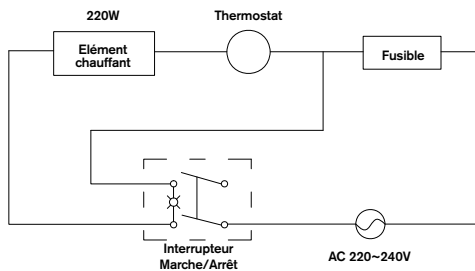 220W
Thermostat
Elément
chauffant
Fusible
Interrupteur
Marche/Arrêt
AC 220~240V